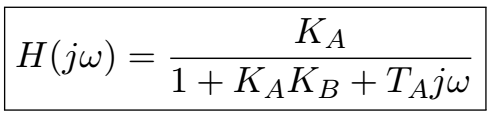 H(jω) = K_A / (1 + K_A K_B + T_A jω)